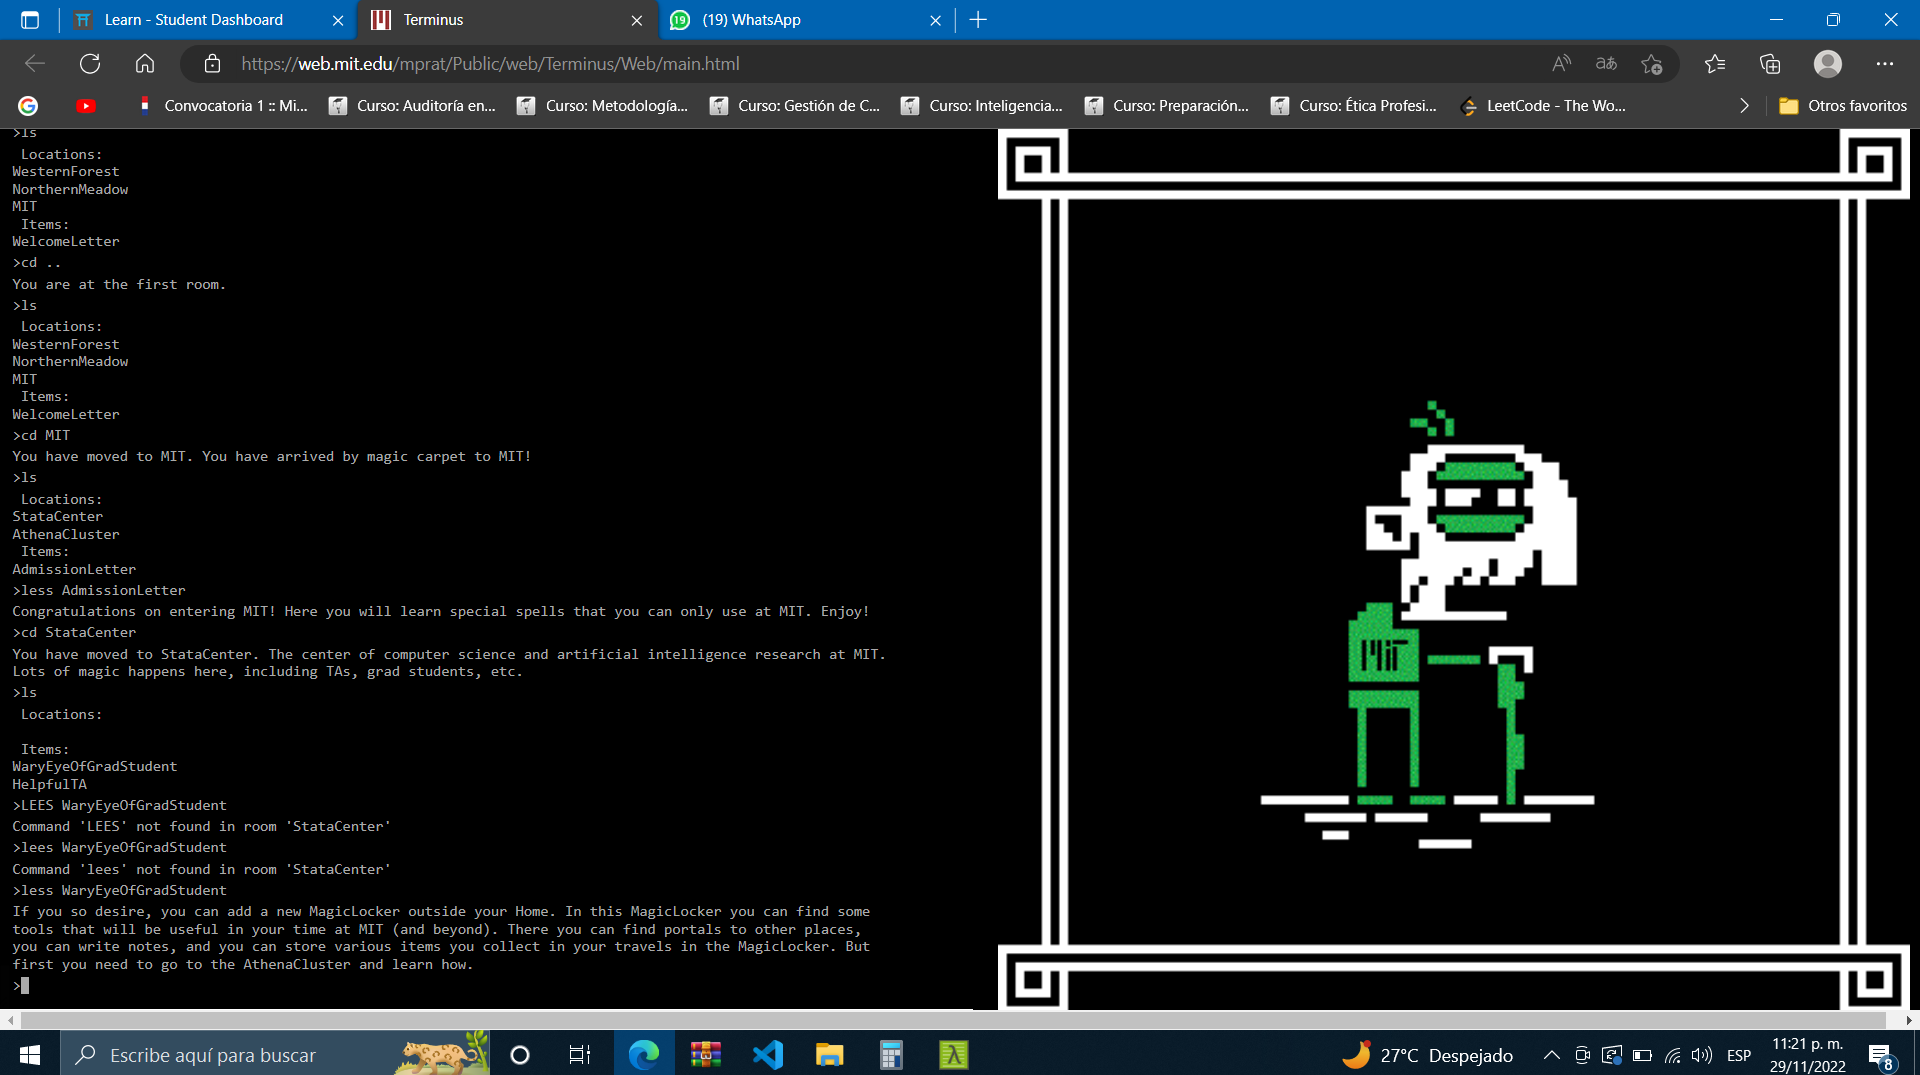 Learn - Student Dashboard
Terminus
19
(19) WhatsApp
https://web.mit.edu/mprat/Public/web/Terminus/Web/main.html
Convocatoria 1 :: Mi...
Curso: Auditoría en...
Curso: Metodología...
Curso: Gestión de C...
Curso: Inteligencia...
Curso: Preparación...
Curso: Ética Profesi...
LeetCode - The Wo...
Otros favoritos
>ls
Locations:
WesternForest
NorthernMeadow
MIT
Items:
WelcomeLetter
>cd ..
You are at the first room.
>ls
Locations:
WesternForest
NorthernMeadow
MIT
Items:
WelcomeLetter
>cd MIT
You have moved to MIT. You have arrived by magic carpet to MIT!
>ls
Locations:
StataCenter
AthenaCluster
Items:
AdmissionLetter
>less AdmissionLetter
Congratulations on entering MIT! Here you will learn special spells that you can only use at MIT. Enjoy!
>cd StataCenter
You have moved to StataCenter. The center of computer science and artificial intelligence research at MIT.
Lots of magic happens here, including TAs, grad students, etc.
>ls
Locations:
Items:
WaryEyeOfGradStudent
HelpfulTA
>LEES WaryEyeOfGradStudent
Command 'LEES' not found in room 'StataCenter'
>lees WaryEyeOfGradStudent
Command 'lees' not found in room 'StataCenter'
>less WaryEyeOfGradStudent
If you so desire, you can add a new MagicLocker outside your Home. In this MagicLocker you can find some
tools that will be useful in your time at MIT (and beyond). There you can find portals to other places,
you can write notes, and you can store various items you collect in your travels in the MagicLocker. But
first you need to go to the AthenaCluster and learn how.
>
MIT
Escribe aquí para buscar
27°C Despejado
ESP
11:21 p. m.
29/11/2022
8